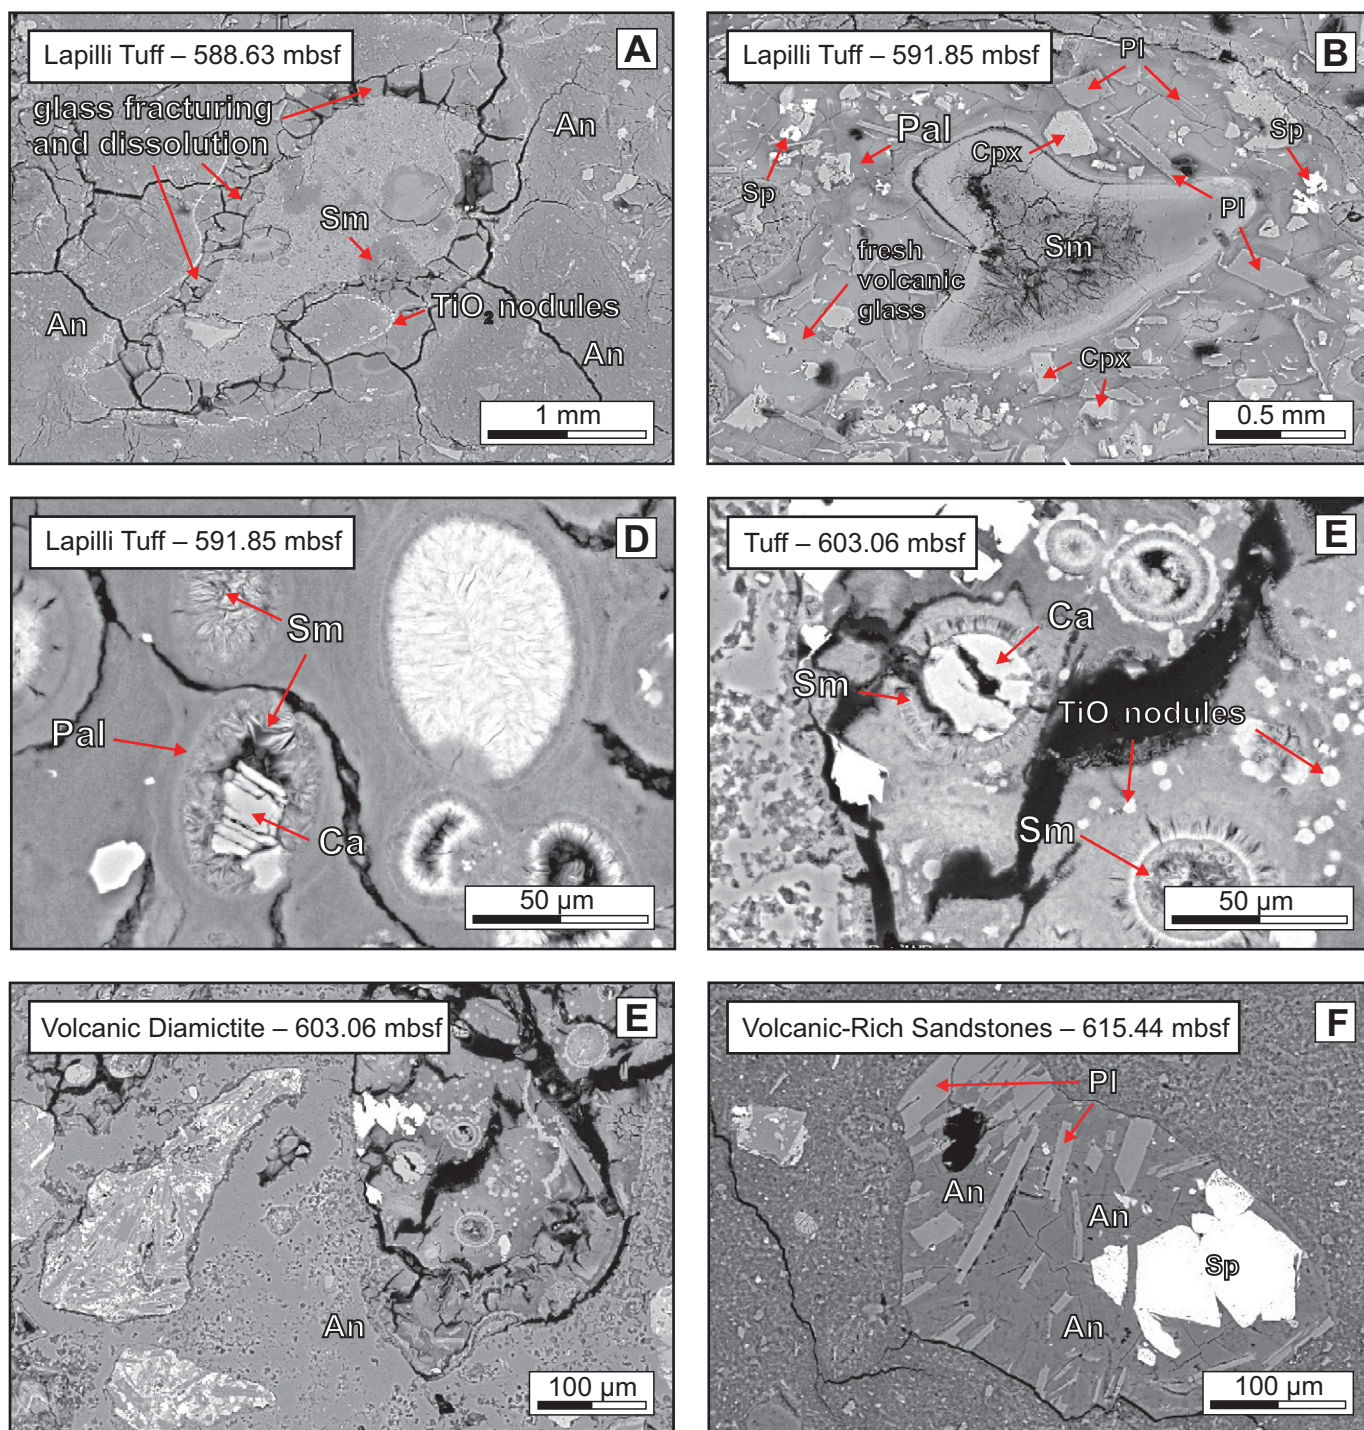 Lapilli Tuff – 588.63 mbsf
A
glass fracturing
and dissolution
An
Sm
TiO2 nodules
An
An
1 mm
Lapilli Tuff – 591.85 mbsf
B
Pl
Pal
Cpx
Sp
Sp
Pl
Sm
fresh
volcanic
glass
Cpx
0.5 mm
Lapilli Tuff – 591.85 mbsf
D
Sm
Pal
Ca
50 µm
Tuff – 603.06 mbsf
E
Ca
Sm
TiO nodules
Sm
50 µm
Volcanic Diamictite – 603.06 mbsf
E
An
100 µm
Volcanic-Rich Sandstones – 615.44 mbsf
F
Pl
An
An
Sp
An
100 µm